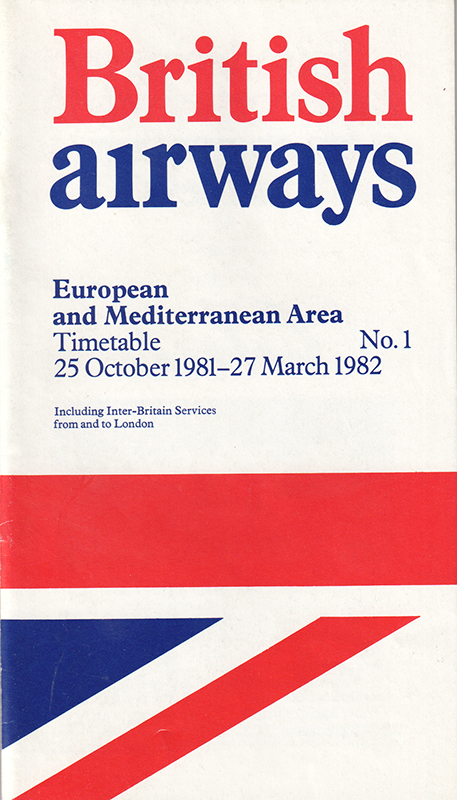 British
airways
European
and Mediterranean Area
Timetable No. 1
25 October 1981–27 March 1982
Including Inter-Britain Services
from and to London